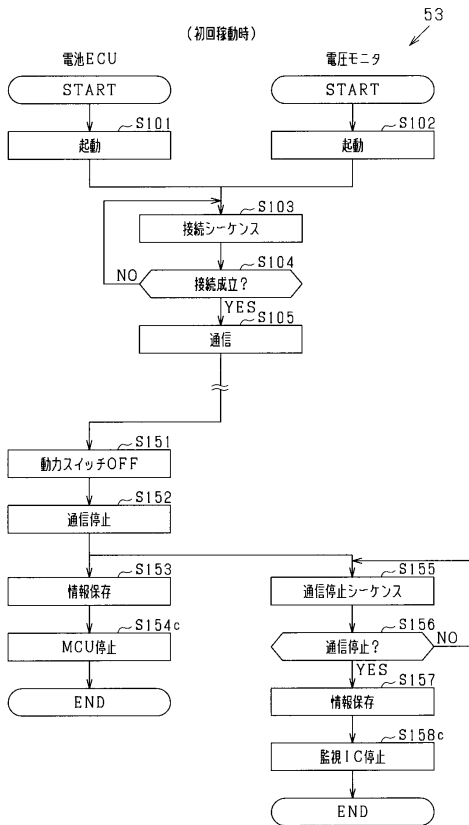 53
(初回稼動時)
電池ECU
電圧モニタ
START
START
S101
S102
起動
起動
S103
接続シーケンス
S104
NO
接続成立?
YES
S105
通信
S151
動力スイッチOFF
S152
通信停止
S153
S155
情報保存
通信停止シーケンス
S154c
S156
MCU停止
通信停止?
NO
YES
END
S157
情報保存
S158c
監視IC停止
END